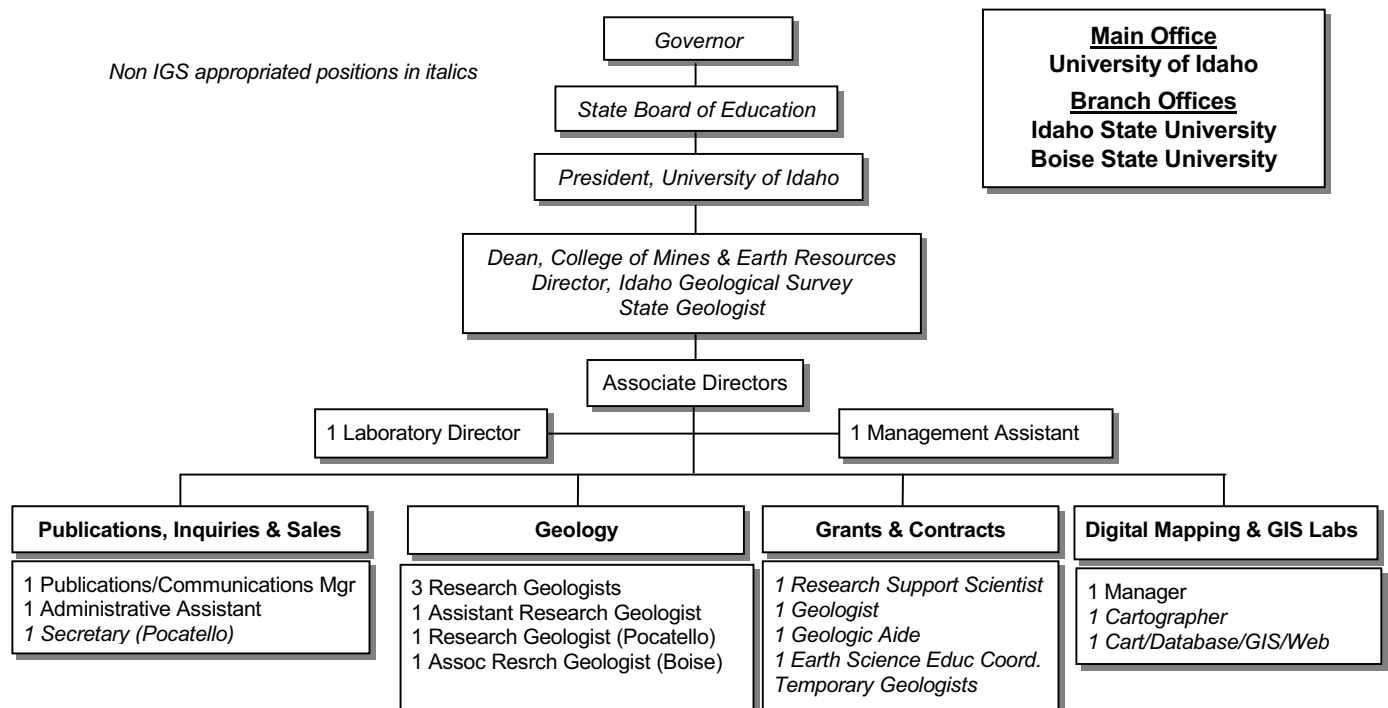 Governor
Non IGS appropriated positions in italics
Main Office
University of Idaho
Branch Offices
Idaho State University
Boise State University
State Board of Education
President, University of Idaho
Dean, College of Mines & Earth Resources
Director, Idaho Geological Survey
State Geologist
Associate Directors
1 Laboratory Director
1 Management Assistant
Publications, Inquiries & Sales
1 Publications/Communications Mgr
1 Administrative Assistant
1 Secretary (Pocatello)
Geology
3 Research Geologists
1 Assistant Research Geologist
1 Research Geologist (Pocatello)
1 Assoc Resrch Geologist (Boise)
Grants & Contracts
1 Research Support Scientist
1 Geologist
1 Geologic Aide
1 Earth Science Educ Coord.
Temporary Geologists
Digital Mapping & GIS Labs
1 Manager
1 Cartographer
1 Cart/Database/GIS/Web